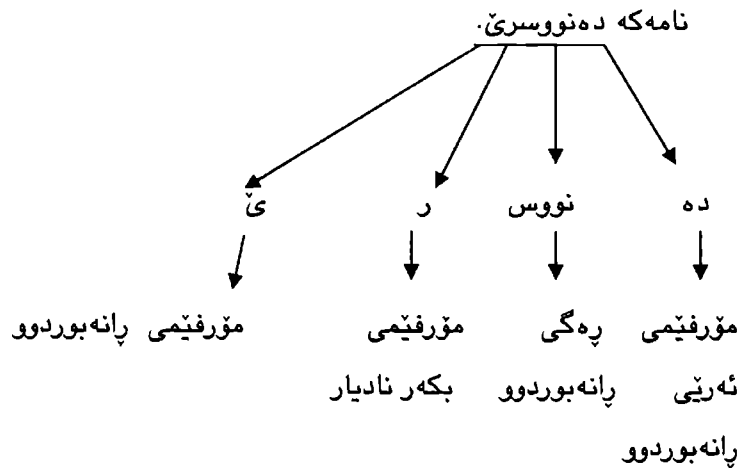 نامەکە دەنووسرێ.
دە نووس ر ێ
مۆرفێمی ڕەگی مۆرفێمی مۆرفێمی ڕانەبوردوو
ئەرێی ڕانەبوردوو بکەر نادیار
ڕانەبوردوو